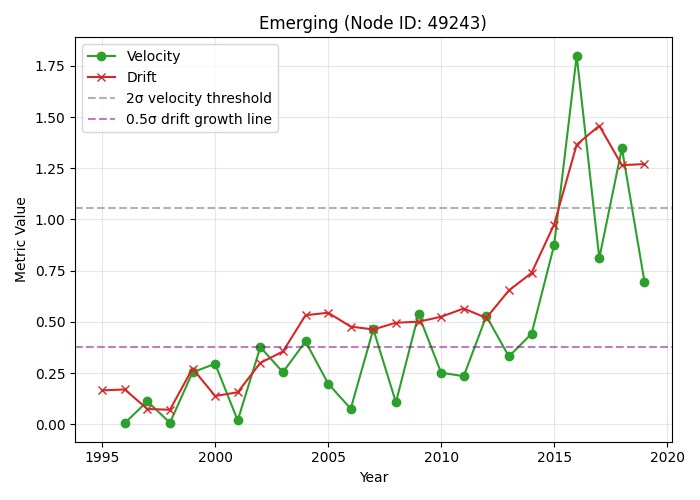 Emerging (Node ID: 49243)
Velocity
Drift
2σ velocity threshold
0.5σ drift growth line
Metric Value
1.75
1.50
1.25
1.00
0.75
0.50
0.25
0.00
1995
2000
2005
2010
2015
2020
Year